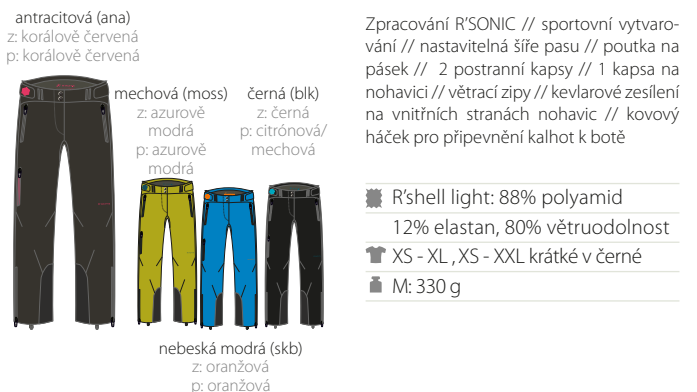 antracitová (ana)
z: korálově červená
p: korálově červená
mechová (moss)
z: azurově
modrá
p: azurově
modrá
černá (blk)
z: černá
p: citrónová/
mechová
nebeská modrá (skb)
z: oranžová
p: oranžová
Zpracování R’SONIC // sportovní vytvaro-
vání // nastavitelná šíře pasu // poutka na
pásek // 2 postranní kapsy // 1 kapsa na
nohavici // větrací zipy // kevlarové zesílení
na vnitřních stranách nohavic // kovový
háček pro připevnění kalhot k botě
R’shell light: 88% polyamid
12% elastan, 80% větruodolnost
XS - XL , XS - XXL krátké v černé
M: 330 g